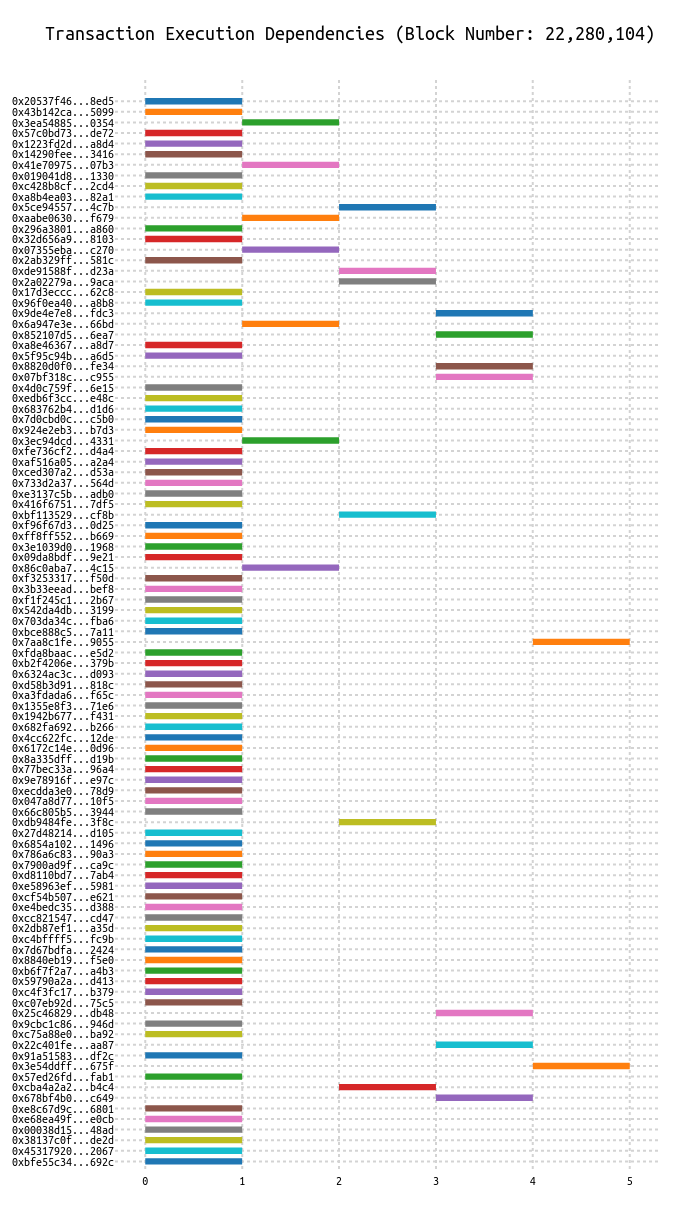 Transaction Execution Dependencies (Block Number: 22,280,104)
0x20537f46...8ed5
0x43b142ca...5099
0x3ea54885...0354
0x57c0bd73...de72
0x1223fd2d...a8d4
0x14290fee...3416
0x41e70975...07b3
0x019041d8...1330
0xc428b8cf...2cd4
0xa8b4ea03...82a1
0x5ce94557...4c7b
0xaabe0630...f679
0x296a3801...a860
0x32d656a9...8103
0x07355eba...c270
0x2ab329ff...581c
0xde91588f...d23a
0x2a02279a...9aca
0x17d3eccc...62c8
0x96f0ea40...a8b8
0x9de4e7e8...fdc3
0x6a947e3e...66bd
0x852107d5...6ea7
0xa8e46367...a8d7
0x5f95c94b...a6d5
0x8820d0f0...fe34
0x07bf318c...c955
0x4d0c759f...6e15
0xedb6f3cc...e48c
0x683762b4...d1d6
0x7d0cbd0c...c5b0
0x924e2eb3...b7d3
0x3ec94dcd...4331
0xfe736cf2...d4a4
0xaf516a05...a2a4
0xced307a2...d53a
0x733d2a37...564d
0xe3137c5b...adb0
0x416f6751...7df5
0xbf113529...cf8b
0xf96f67d3...0d25
0xff8ff552...b669
0x3e1039d0...1968
0x09da8bdf...9e21
0x86c0aba7...4c15
0xf3253317...f50d
0x3b33eead...bef8
0xf1f245c1...2b67
0x542da4db...3199
0x703da34c...fba6
0xbce888c5...7a11
0x7aa8c1fe...9055
0xfda8baac...e5d2
0xb2f4206e...379b
0x6324ac3c...d093
0xd58b3d91...818c
0xa3fdada6...f65c
0x1355e8f3...71e6
0x1942b677...f431
0x682fa692...b266
0x4cc622fc...12de
0x6172c14e...0d96
0x8a335dff...d19b
0x77bec33a...96a4
0x9e78916f...e97c
0xecdda3e0...78d9
0x047a8d77...10f5
0x66c805b5...3944
0xdb9484fe...3f8c
0x27d48214...d105
0x6854a102...1496
0x786a6c83...90a3
0x7900ad9f...ca9c
0xd8110bd7...7ab4
0xe58963ef...5981
0xcf54b507...e621
0xe4bedc35...d388
0xcc821547...cd47
0x2db87ef1...a35d
0xc4bffff5...fc9b
0x7d67bdfa...2424
0x8840eb19...f5e0
0xb6f7f2a7...a4b3
0x59790a2a...d413
0xc4f3fc17...b379
0xc07eb92d...75c5
0x25c46829...db48
0x9cbc1c86...946d
0xc75a88e0...ba92
0x22c401fe...aa87
0x91a51583...df2c
0x3e54ddff...675f
0x57ed26fd...fab1
0xcba4a2a2...b4c4
0x678bf4b0...c649
0xe8c67d9c...6801
0xe68ea49f...e0cb
0x00038d15...48ad
0x38137c0f...de2d
0x45317920...2067
0xbfe55c34...692c
0 1 2 3 4 5